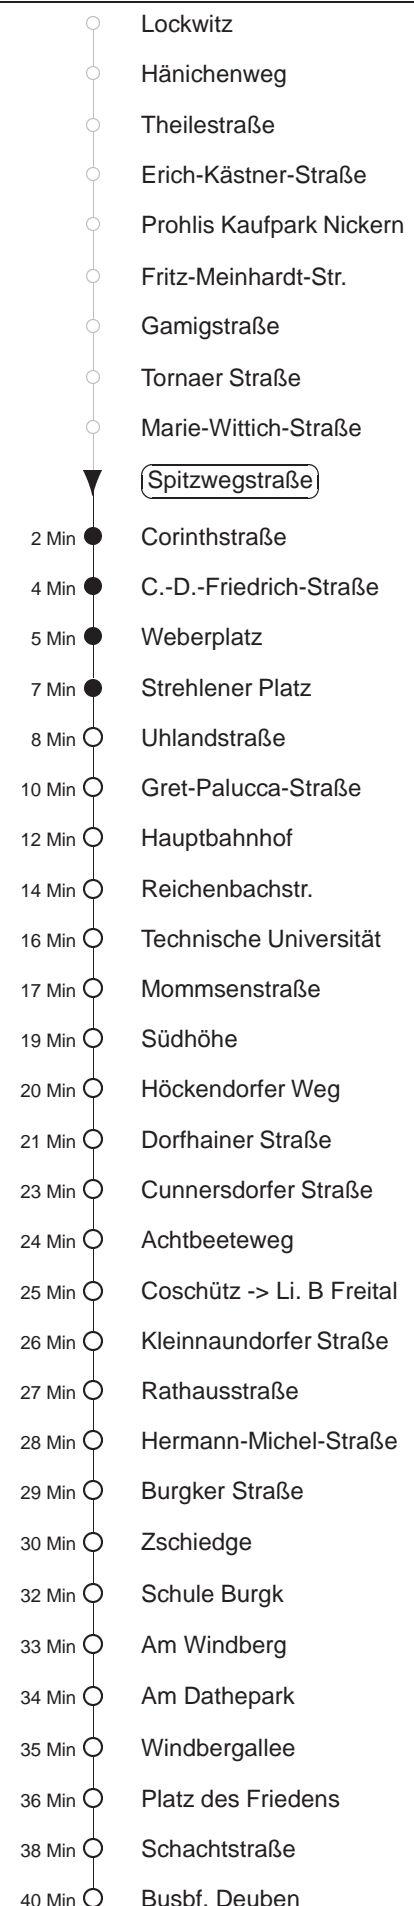 Lockwitz
Hänichenweg
Theilestraße
Erich-Kästner-Straße
Prohlis Kaufpark Nickern
Fritz-Meinhardt-Str.
Gamigstraße
Tornaer Straße
Marie-Wittich-Straße
Spitzwegstraße
2 Min Corinthstraße
4 Min C.-D.-Friedrich-Straße
5 Min Weberplatz
7 Min Strehlener Platz
8 Min Uhlandstraße
10 Min Gret-Palucca-Straße
12 Min Hauptbahnhof
14 Min Reichenbachstr.
16 Min Technische Universität
17 Min Mommsenstraße
19 Min Südhöhe
20 Min Höckendorfer Weg
21 Min Dorfhainer Straße
23 Min Cunnersdorfer Straße
24 Min Achtbeeteweg
25 Min Coschütz -> Li. B Freital
26 Min Kleinnaundorfer Straße
27 Min Rathausstraße
28 Min Hermann-Michel-Straße
29 Min Burgker Straße
30 Min Zschiedge
32 Min Schule Burgk
33 Min Am Windberg
34 Min Am Dathepark
35 Min Windbergallee
36 Min Platz des Friedens
38 Min Schachtstraße
40 Min Busbf. Deuben